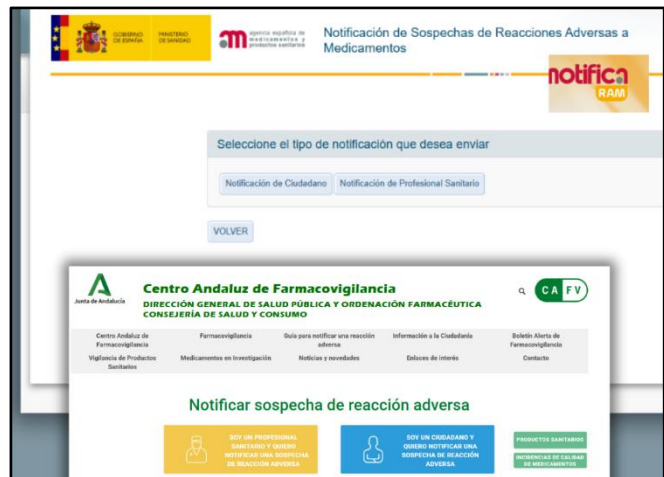 GOBIERNO
DE ESPAÑA
MINISTERIO
DE SANIDAD
agencia española de
medicamentos y
productos sanitarios
Notificación de Sospechas de Reacciones Adversas a
Medicamentos
notifica
RAM
Seleccione el tipo de notificación que desea enviar
Notificación de Ciudadano
Notificación de Profesional Sanitario
VOLVER
Junta de Andalucía
Centro Andaluz de Farmacovigilancia
DIRECCIÓN GENERAL DE SALUD PÚBLICA Y ORDENACIÓN FARMACÉUTICA
CONSEJERÍA DE SALUD Y CONSUMO
CAFV
Centro Andaluz de
Farmacovigilancia
Farmacovigilancia
Guía para notificar una reacción
adversa
Información a la Ciudadanía
Boletín Alerta de
Farmacovigilancia
Vigilancia de Productos
Sanitarios
Medicamentos en Investigación
Noticias y novedades
Enlaces de interés
Contacto
Notificar sospecha de reacción adversa
SOY UN PROFESIONAL
SANITARIO Y QUIERO
NOTIFICAR UNA SOSPECHA
DE REACCIÓN ADVERSA
SOY UN CIUDADANO Y
QUIERO NOTIFICAR UNA
SOSPECHA DE REACCIÓN
ADVERSA
PRODUCTOS SANITARIOS
INCIDENCIAS DE CALIDAD
DE MEDICAMENTOS